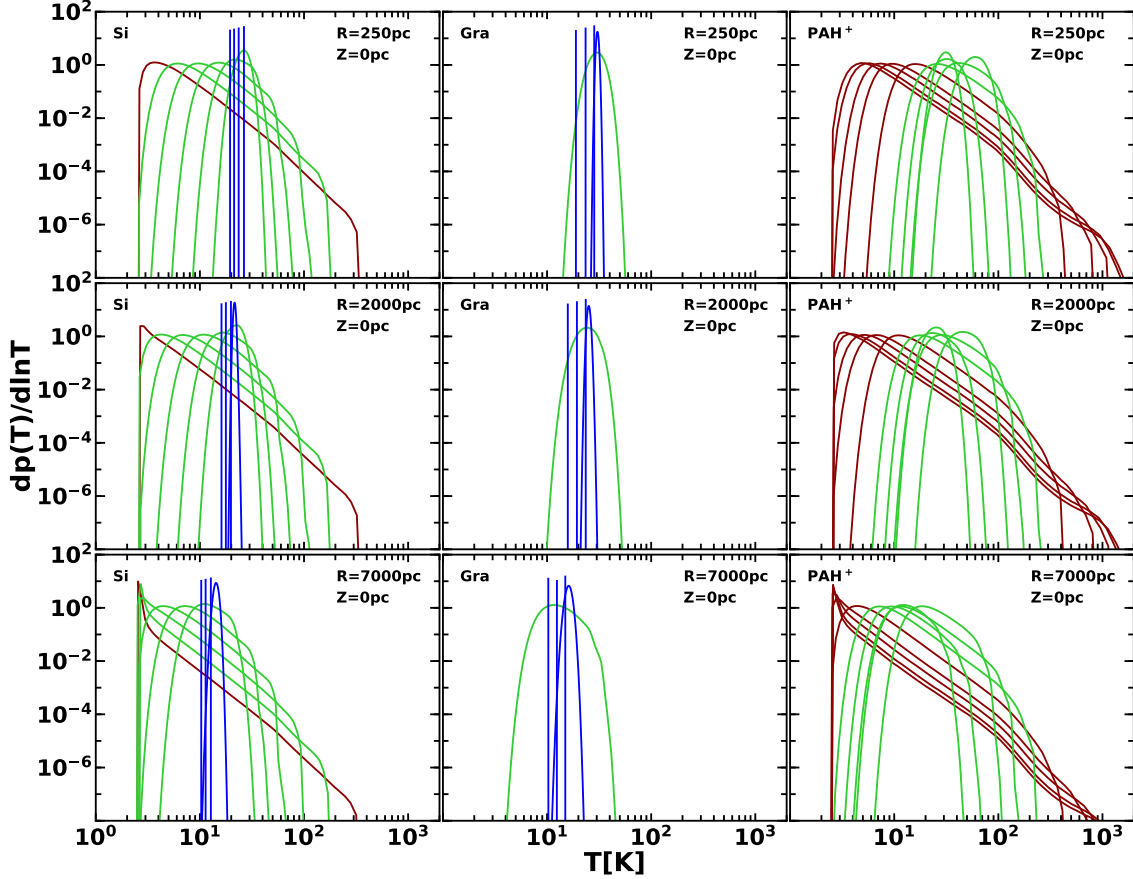 Si
R=250pc
Z=0pc
Gra
R=250pc
Z=0pc
PAH+
R=250pc
Z=0pc
10^2
10^0
10^-2
10^-4
10^-6
10^2
Si
R=2000pc
Z=0pc
Gra
R=2000pc
Z=0pc
PAH+
R=2000pc
Z=0pc
10^0
10^-2
10^-4
10^-6
10^2
dp(T)/dlnT
Si
R=7000pc
Z=0pc
Gra
R=7000pc
Z=0pc
PAH+
R=7000pc
Z=0pc
10^0
10^-2
10^-4
10^-6
10^0 10^1 10^2 10^3
10^1 10^2 10^3
10^1 10^2 10^3
T[K]